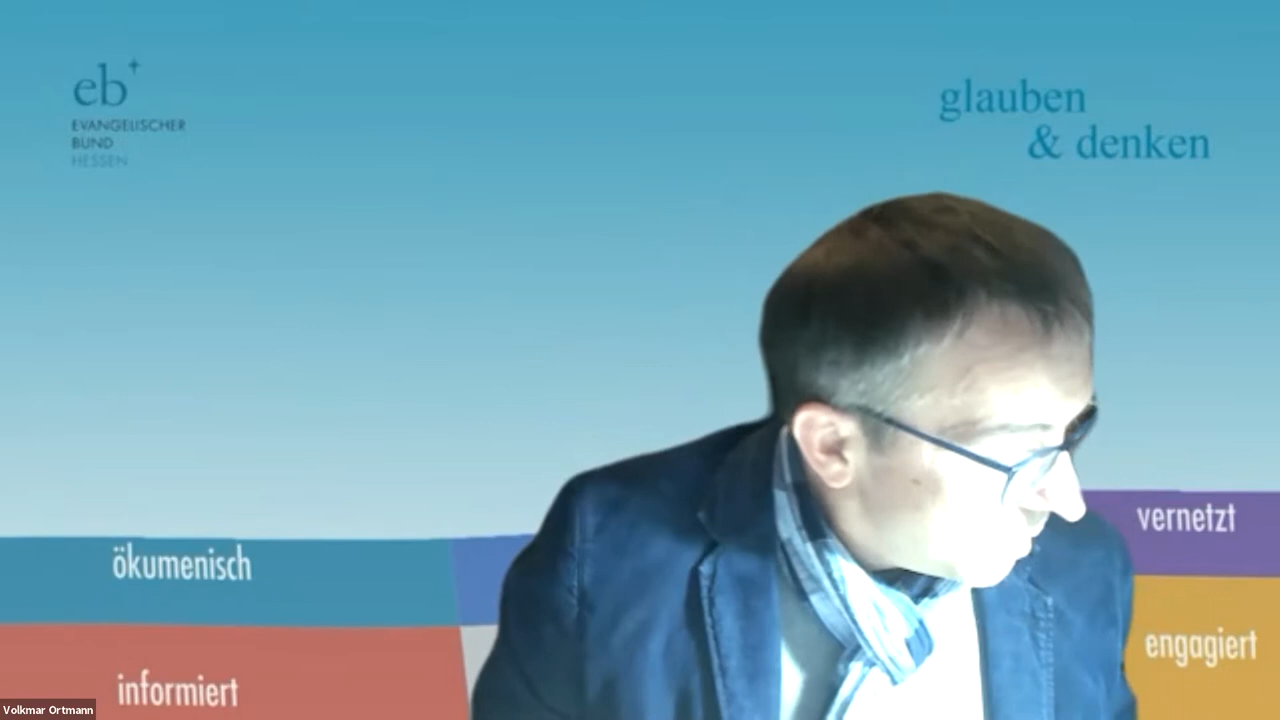 eb
EVANGELISCHER
BUND
HESSEN
glauben
& denken
ökumenisch
informiert
vernetzt
engagiert
Volkmar Ortmann